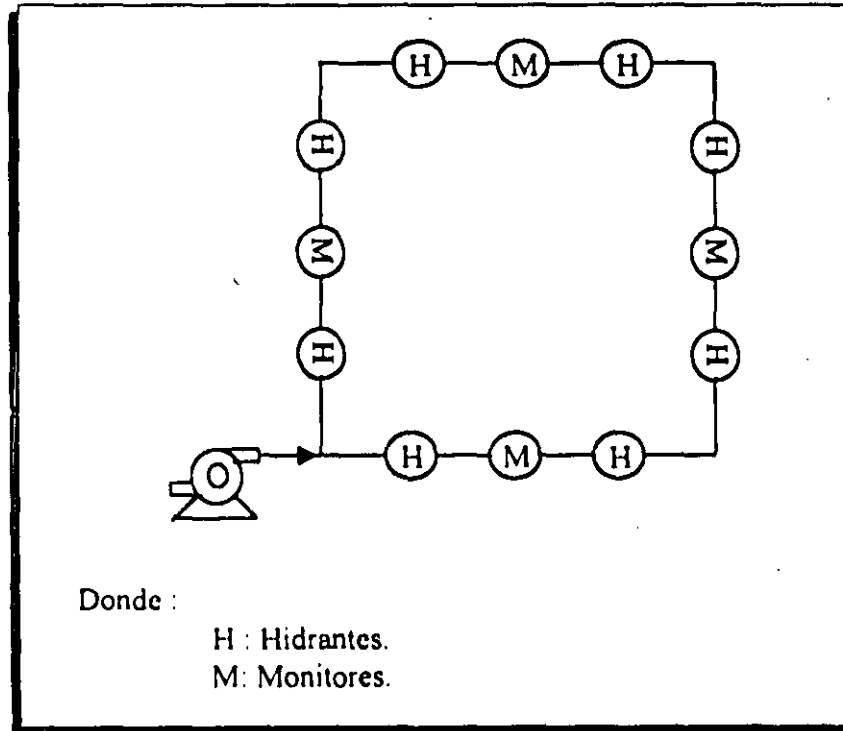 H M H
H H
M M
H H
H M H
Donde :
H : Hidrantes.
M: Monitores.